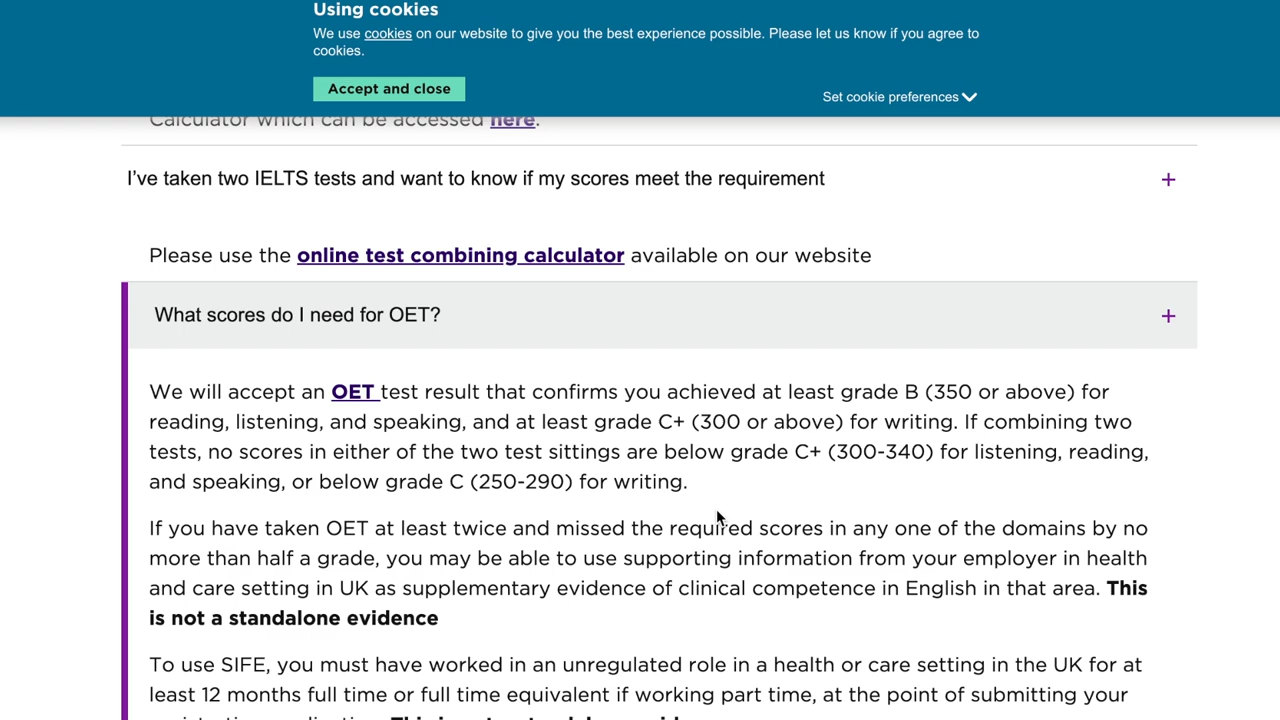 Using cookies
We use cookies on our website to give you the best experience possible. Please let us know if you agree to
cookies.
Accept and close
Set cookie preferences
Calculator which can be accessed here.
I've taken two IELTS tests and want to know if my scores meet the requirement
+
Please use the online test combining calculator available on our website
What scores do I need for OET?
+
We will accept an OET test result that confirms you achieved at least grade B (350 or above) for
reading, listening, and speaking, and at least grade C+ (300 or above) for writing. If combining two
tests, no scores in either of the two test sittings are below grade C+ (300-340) for listening, reading,
and speaking, or below grade C (250-290) for writing.
If you have taken OET at least twice and missed the required scores in any one of the domains by no
more than half a grade, you may be able to use supporting information from your employer in health
and care setting in UK as supplementary evidence of clinical competence in English in that area. This
is not a standalone evidence
To use SIFE, you must have worked in an unregulated role in a health or care setting in the UK for at
least 12 months full time or full time equivalent if working part time, at the point of submitting your